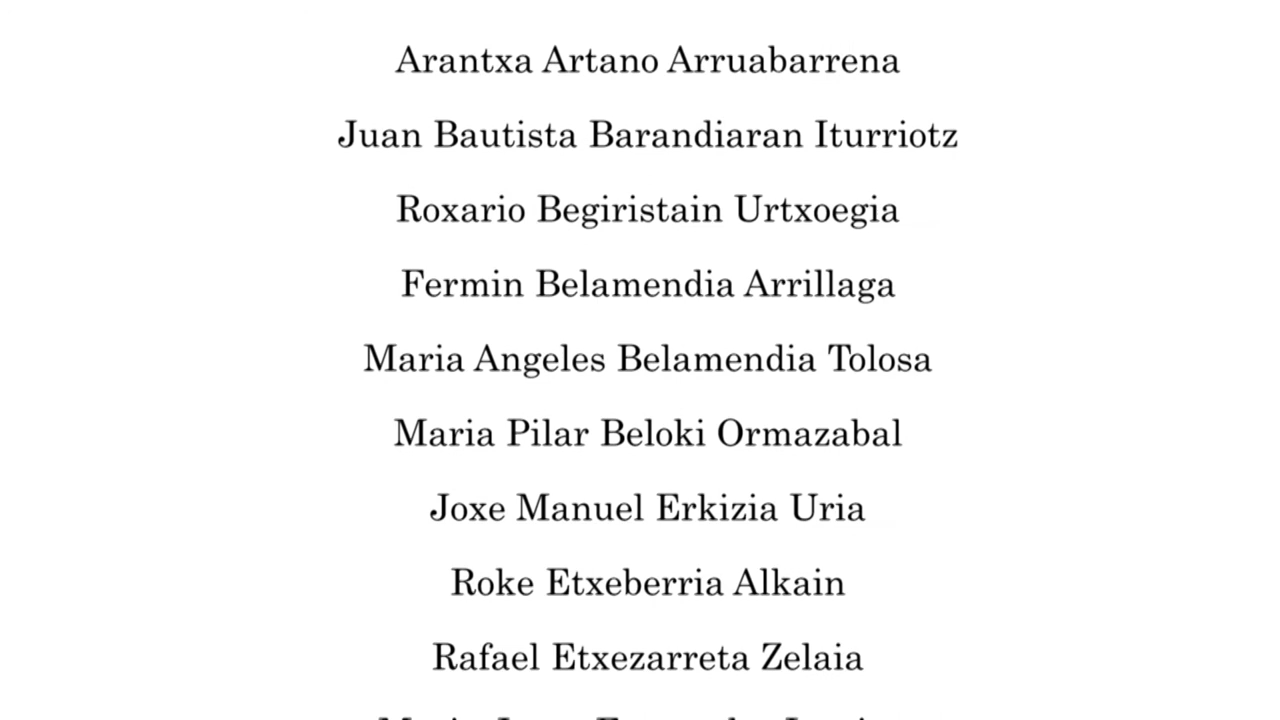 Arantxa Artano Arruabarrena
Juan Bautista Barandiaran Iturriotz
Roxario Begiristain Urtxoegia
Fermin Belamendia Arrillaga
Maria Angeles Belamendia Tolosa
Maria Pilar Beloki Ormazabal
Joxe Manuel Erkizia Uria
Roke Etxeberria Alkain
Rafael Etxezarreta Zelaia